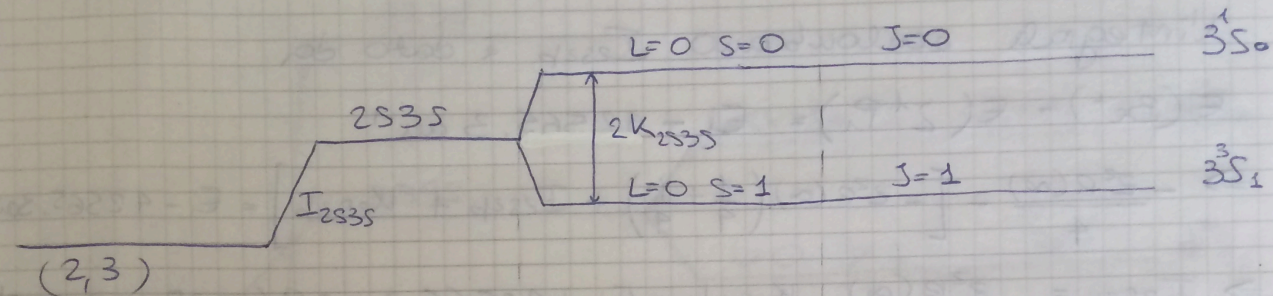 L=0 S=0 J=0 3¹S₀
2S3S
2K₂ₛ₃ₛ
L=0 S=1 J=1 3³S₁
I₂ₛ₃ₛ
(2,3)